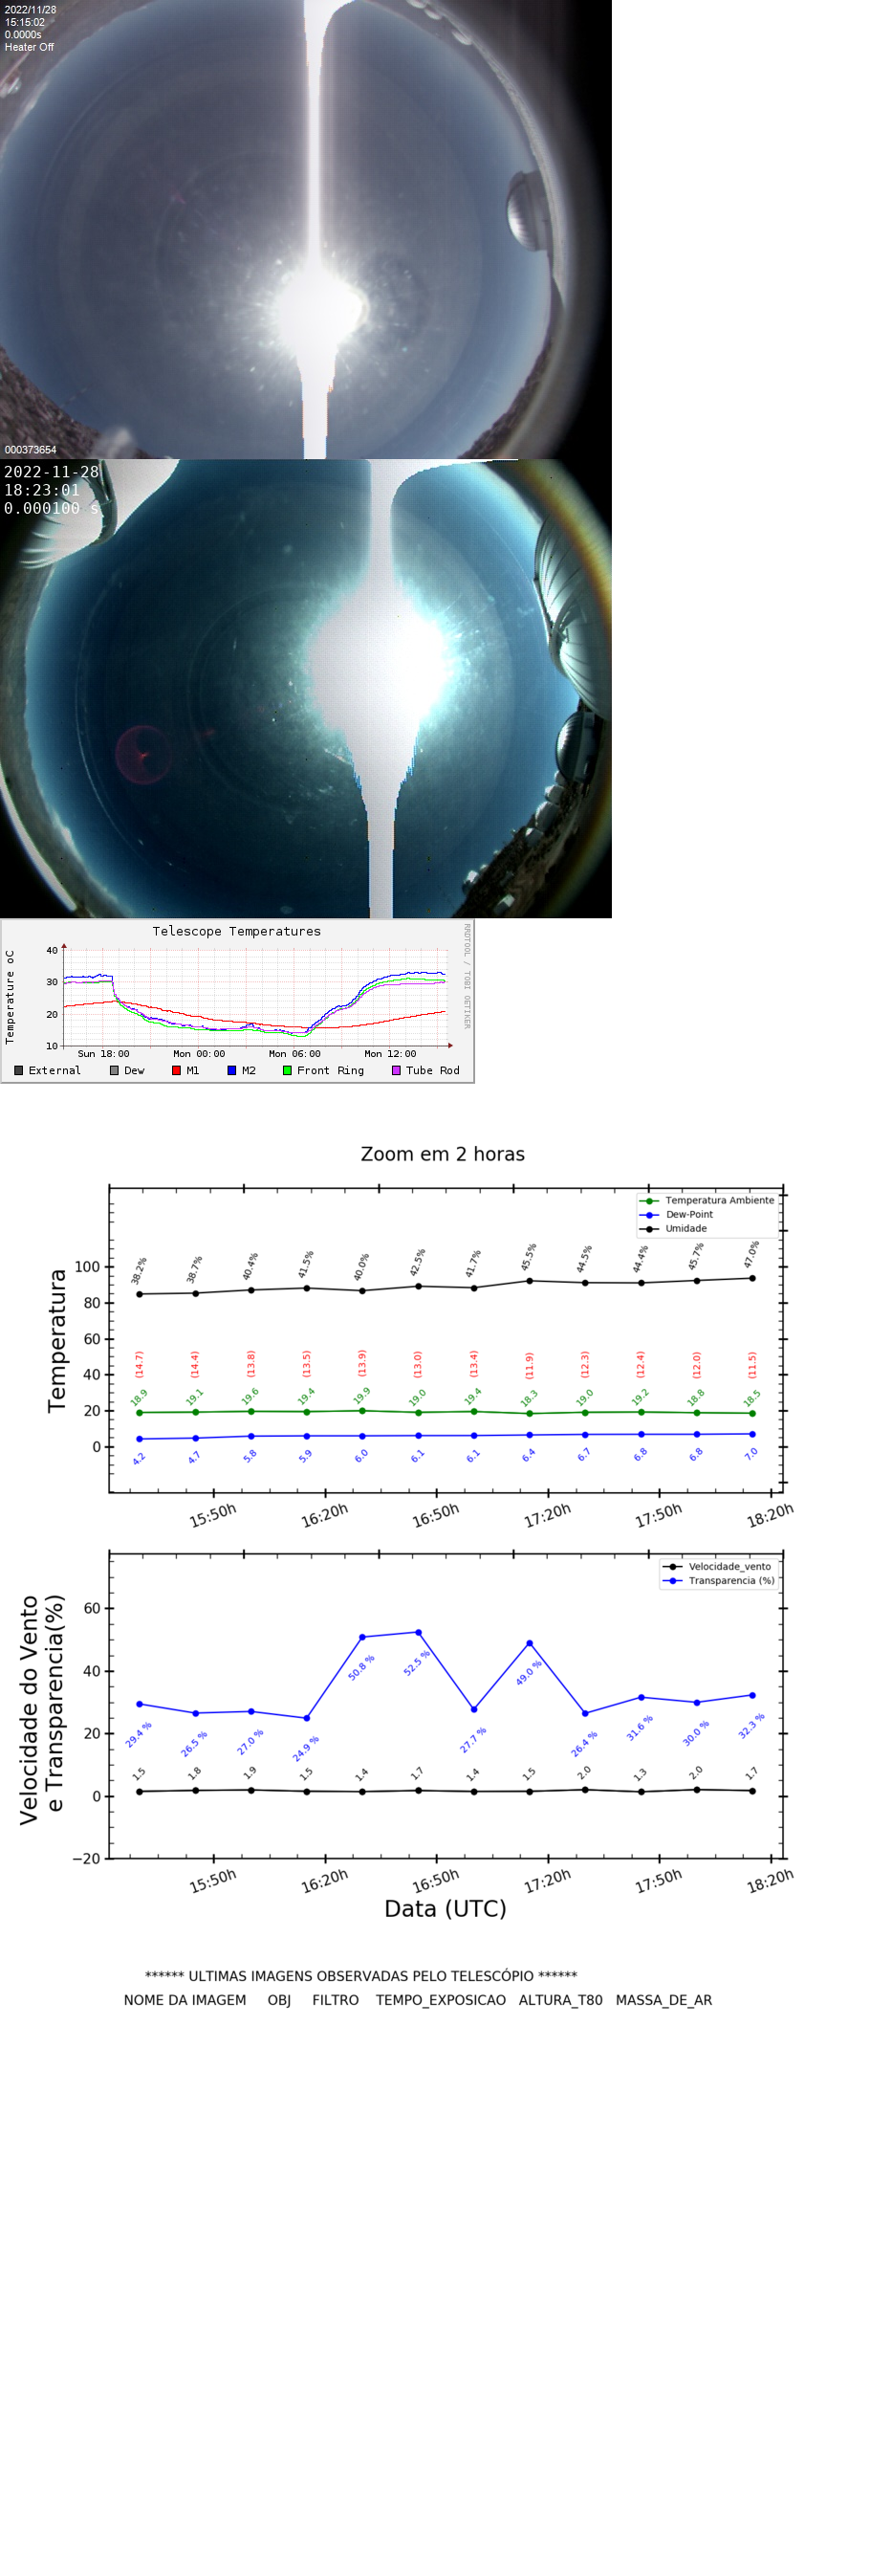 2022/11/28
15:15:02
0.0000s
Heater Off
000373654
2022-11-28
18:23:01
0.000100 s
Telescope Temperatures
RRDTOOL / TOBI OETIKER
Temperature oC
40
30
20
10
Sun 18:00 Mon 00:00 Mon 06:00 Mon 12:00
External Dew M1 M2 Front Ring Tube Rod
Zoom em 2 horas
Temperatura Ambiente
Dew-Point
Umidade
Temperatura
100
80
60
40
20
0
38.2% 38.7% 40.4% 41.5% 40.0% 42.5% 41.7% 45.5% 44.5% 44.4% 45.7% 47.0%
(14.7) (14.4) (13.8) (13.5) (13.9) (13.0) (13.4) (11.9) (12.3) (12.4) (12.0) (11.5)
18.9 19.1 19.6 19.4 19.9 19.0 19.4 18.3 19.0 19.2 18.8 18.5
4.2 4.7 5.8 5.9 6.0 6.1 6.1 6.4 6.7 6.8 6.8 7.0
15:50h 16:20h 16:50h 17:20h 17:50h 18:20h
Velocidade_vento
Transparencia (%)
Velocidade do Vento
e Transparencia(%)
60
40
20
0
−20
29.4 % 26.5 % 27.0 % 24.9 % 50.8 % 52.5 % 27.7 % 49.0 % 26.4 % 31.6 % 30.0 % 32.3 %
1.5 1.8 1.9 1.5 1.4 1.7 1.4 1.5 2.0 1.3 2.0 1.7
15:50h 16:20h 16:50h 17:20h 17:50h 18:20h
Data (UTC)
****** ULTIMAS IMAGENS OBSERVADAS PELO TELESCÓPIO ******
NOME DA IMAGEM OBJ FILTRO TEMPO_EXPOSICAO ALTURA_T80 MASSA_DE_AR